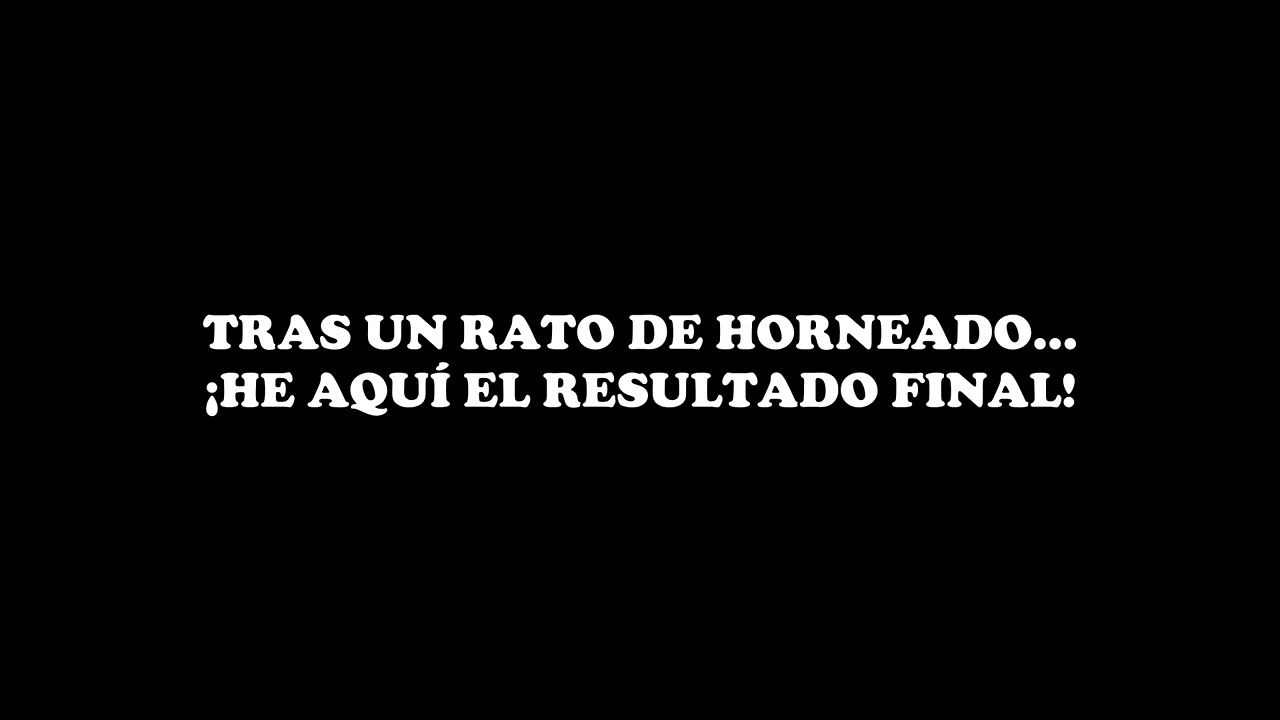 TRAS UN RATO DE HORNEADO...
¡HE AQUÍ EL RESULTADO FINAL!